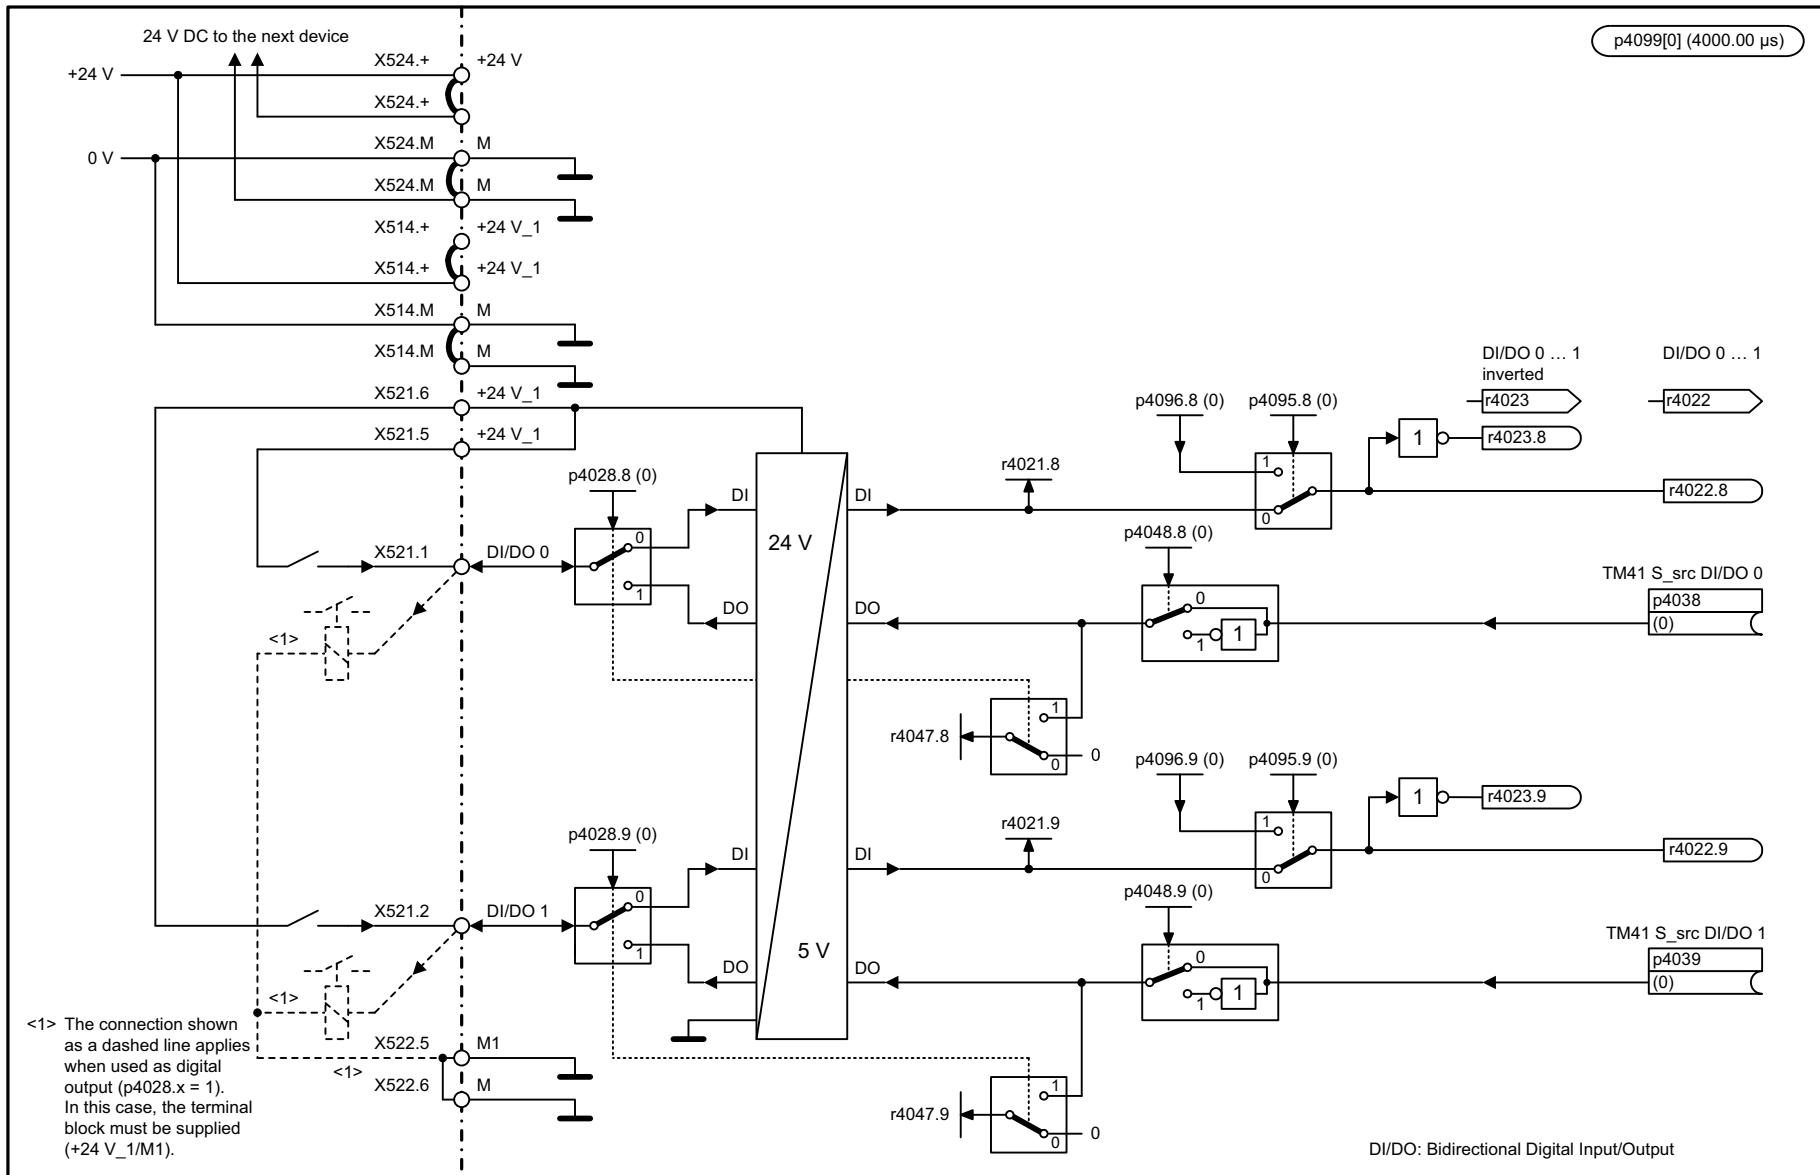 24 V DC to the next device
p4099[0] (4000.00 µs)
+24 V
X524.+
+24 V
X524.+
0 V
X524.M
M
X524.M
M
X514.+
+24 V_1
X514.+
+24 V_1
X514.M
M
X514.M
M
X521.6
+24 V_1
X521.5
+24 V_1
DI/DO 0 … 1
inverted
r4023
DI/DO 0 … 1
r4022
p4096.8 (0)
p4095.8 (0)
1
0
1
r4023.8
r4022.8
p4028.8 (0)
0
1
DI
DI
r4021.8
24 V
X521.1
DI/DO 0
DO
DO
p4048.8 (0)
0
1
1
TM41 S_src DI/DO 0
p4038
(0)
<1>
r4047.8
1
0
0
p4096.9 (0)
p4095.9 (0)
1
0
1
r4023.9
r4022.9
p4028.9 (0)
0
1
DI
DI
r4021.9
X521.2
DI/DO 1
DO
DO
5 V
p4048.9 (0)
0
1
1
TM41 S_src DI/DO 1
p4039
(0)
<1>
X522.5
M1
<1>
X522.6
M
r4047.9
1
0
0
<1> The connection shown
as a dashed line applies
when used as digital
output (p4028.x = 1).
In this case, the terminal
block must be supplied
(+24 V_1/M1).
DI/DO: Bidirectional Digital Input/Output